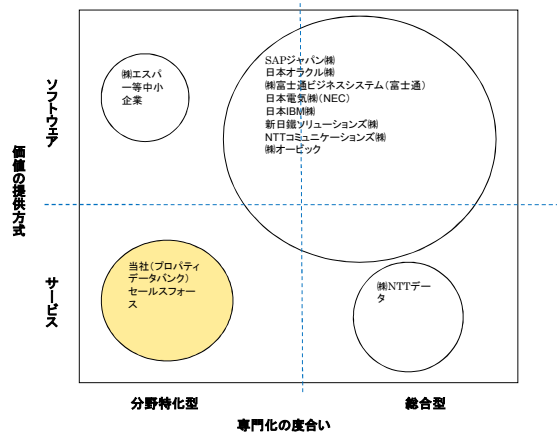 ソフトウェア
価値の提供方式
サービス
㈱エスパ
ー等中小
企業
SAPジャパン㈱
日本オラクル㈱
㈱富士通ビジネスシステム(富士通)
日本電気㈱(NEC)
日本IBM㈱
新日鐵ソリューションズ㈱
NTTコミュニケーションズ㈱
㈱オービック
当社(プロパティ
データバンク)
セールスフォー
ス
㈱NTTデー
タ
分野特化型
総合型
専門化の度合い